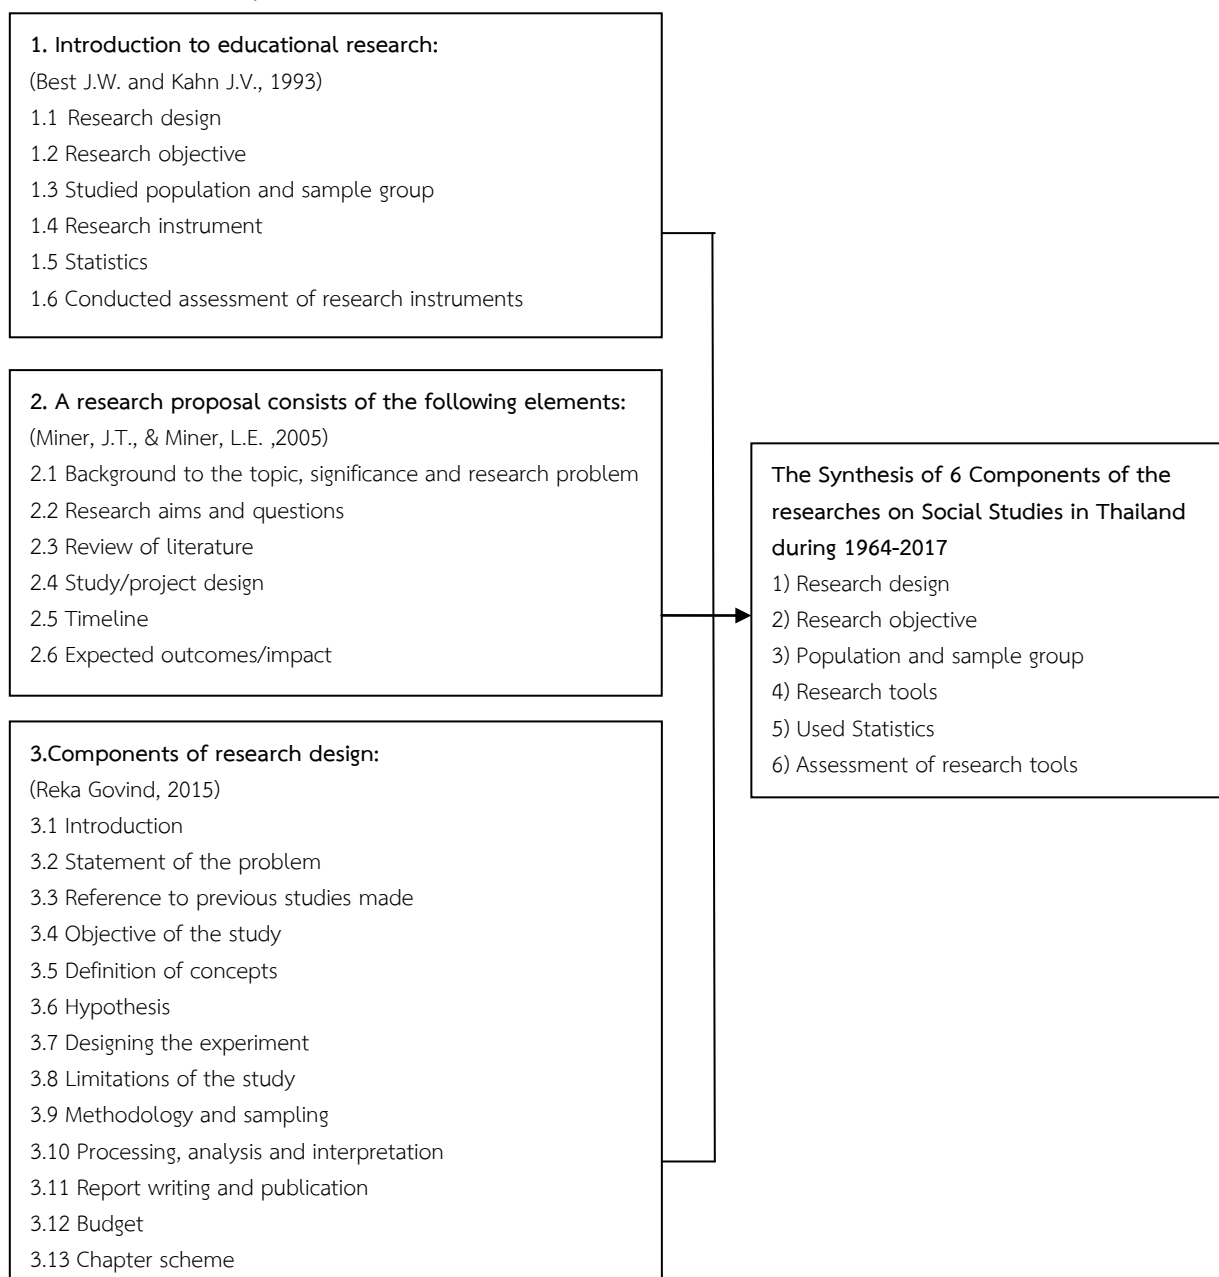 1. Introduction to educational research:
(Best J.W. and Kahn J.V., 1993)
1.1 Research design
1.2 Research objective
1.3 Studied population and sample group
1.4 Research instrument
1.5 Statistics
1.6 Conducted assessment of research instruments
2. A research proposal consists of the following elements:
(Miner, J.T., & Miner, L.E. ,2005)
2.1 Background to the topic, significance and research problem
2.2 Research aims and questions
2.3 Review of literature
2.4 Study/project design
2.5 Timeline
2.6 Expected outcomes/impact
3.Components of research design:
(Reka Govind, 2015)
3.1 Introduction
3.2 Statement of the problem
3.3 Reference to previous studies made
3.4 Objective of the study
3.5 Definition of concepts
3.6 Hypothesis
3.7 Designing the experiment
3.8 Limitations of the study
3.9 Methodology and sampling
3.10 Processing, analysis and interpretation
3.11 Report writing and publication
3.12 Budget
3.13 Chapter scheme
The Synthesis of 6 Components of the
researches on Social Studies in Thailand
during 1964-2017
1) Research design
2) Research objective
3) Population and sample group
4) Research tools
5) Used Statistics
6) Assessment of research tools